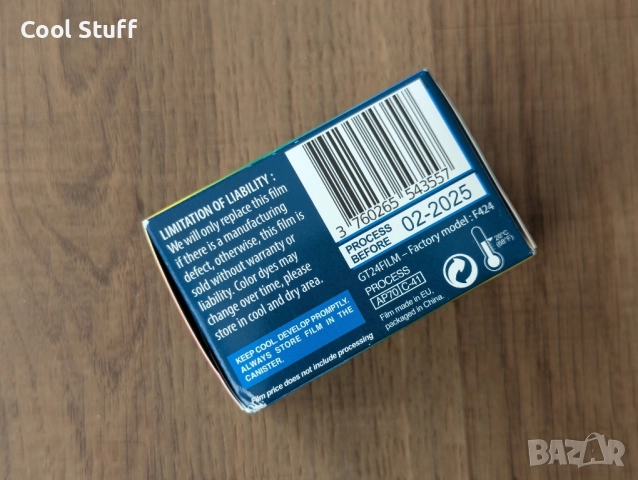 Cool Stuff
LIMITATION OF LIABILITY :
We will only replace this film
if there is a manufacturing
defect, otherwise, this film is
sold without warranty or
liability. Color dyes may
change over time, please
store in cool and dry area.
KEEP COOL. DEVELOP PROMPTLY.
ALWAYS STORE FILM IN THE
CANISTER.
Film price does not include processing
3 760265 543557
PROCESS
BEFORE
02-2025
GT24FILM – Factory model : F424
PROCESS
AP70 C-41
Film made in EU,
packaged in China.
20°C
(68°F)
BAZAR